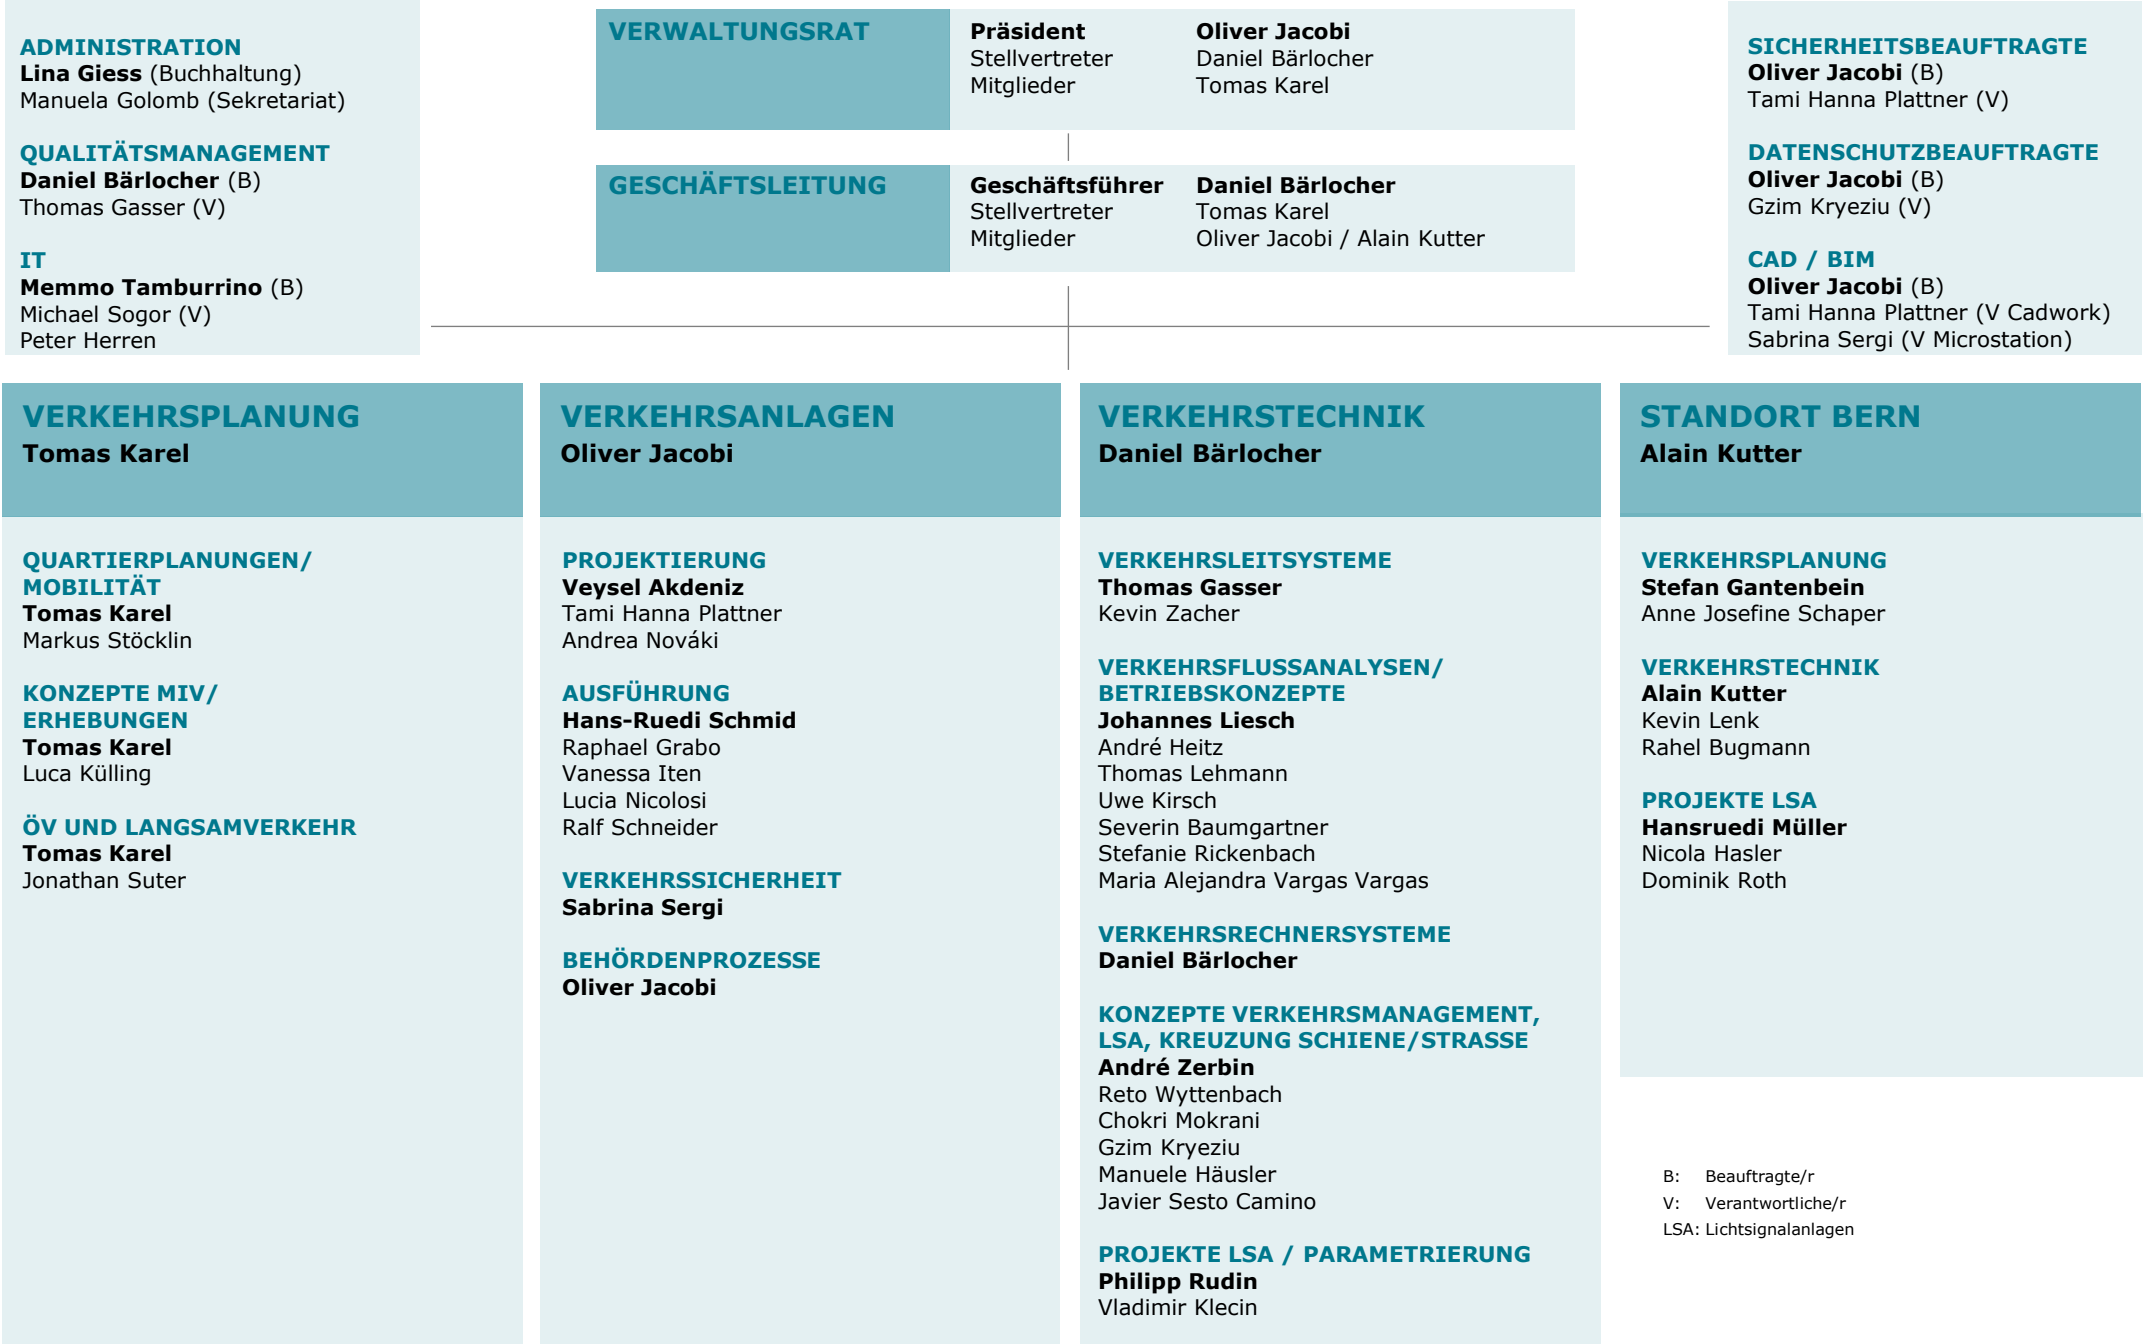 ADMINISTRATION
Lina Giess (Buchhaltung)
Manuela Golomb (Sekretariat)
QUALITÄTSMANAGEMENT
Daniel Bärlocher (B)
Thomas Gasser (V)
IT
Memmo Tamburrino (B)
Michael Sogor (V)
Peter Herren
VERWALTUNGSRAT
Präsident Oliver Jacobi
Stellvertreter Daniel Bärlocher
Mitglieder Tomas Karel
GESCHÄFTSLEITUNG
Geschäftsführer Daniel Bärlocher
Stellvertreter Tomas Karel
Mitglieder Oliver Jacobi / Alain Kutter
SICHERHEITSBEAUFTRAGTE
Oliver Jacobi (B)
Tami Hanna Plattner (V)
DATENSCHUTZBEAUFTRAGTE
Oliver Jacobi (B)
Gzim Kryeziu (V)
CAD / BIM
Oliver Jacobi (B)
Tami Hanna Plattner (V Cadwork)
Sabrina Sergi (V Microstation)
VERKEHRSPLANUNG
Tomas Karel
QUARTIERPLANUNGEN/
MOBILITÄT
Tomas Karel
Markus Stöcklin
KONZEPTE MIV/
ERHEBUNGEN
Tomas Karel
Luca Külling
ÖV UND LANGSAMVERKEHR
Tomas Karel
Jonathan Suter
VERKEHRSANLAGEN
Oliver Jacobi
PROJEKTIERUNG
Veysel Akdeniz
Tami Hanna Plattner
Andrea Nováki
AUSFÜHRUNG
Hans-Ruedi Schmid
Raphael Grabo
Vanessa Iten
Lucia Nicolosi
Ralf Schneider
VERKEHRSSICHERHEIT
Sabrina Sergi
BEHÖRDENPROZESSE
Oliver Jacobi
VERKEHRSTECHNIK
Daniel Bärlocher
VERKEHRSLEITSYSTEME
Thomas Gasser
Kevin Zacher
VERKEHRSFLUSSANALYSEN/
BETRIEBSKONZEPTE
Johannes Liesch
André Heitz
Thomas Lehmann
Uwe Kirsch
Severin Baumgartner
Stefanie Rickenbach
Maria Alejandra Vargas Vargas
VERKEHRSRECHNERSYSTEME
Daniel Bärlocher
KONZEPTE VERKEHRSMANAGEMENT,
LSA, KREUZUNG SCHIENE/STRASSE
André Zerbin
Reto Wyttenbach
Chokri Mokrani
Gzim Kryeziu
Manuele Häusler
Javier Sesto Camino
PROJEKTE LSA / PARAMETRIERUNG
Philipp Rudin
Vladimir Klecin
STANDORT BERN
Alain Kutter
VERKEHRSPLANUNG
Stefan Gantenbein
Anne Josefine Schaper
VERKEHRSTECHNIK
Alain Kutter
Kevin Lenk
Rahel Bugmann
PROJEKTE LSA
Hansruedi Müller
Nicola Hasler
Dominik Roth
B: Beauftragte/r
V: Verantwortliche/r
LSA: Lichtsignalanlagen